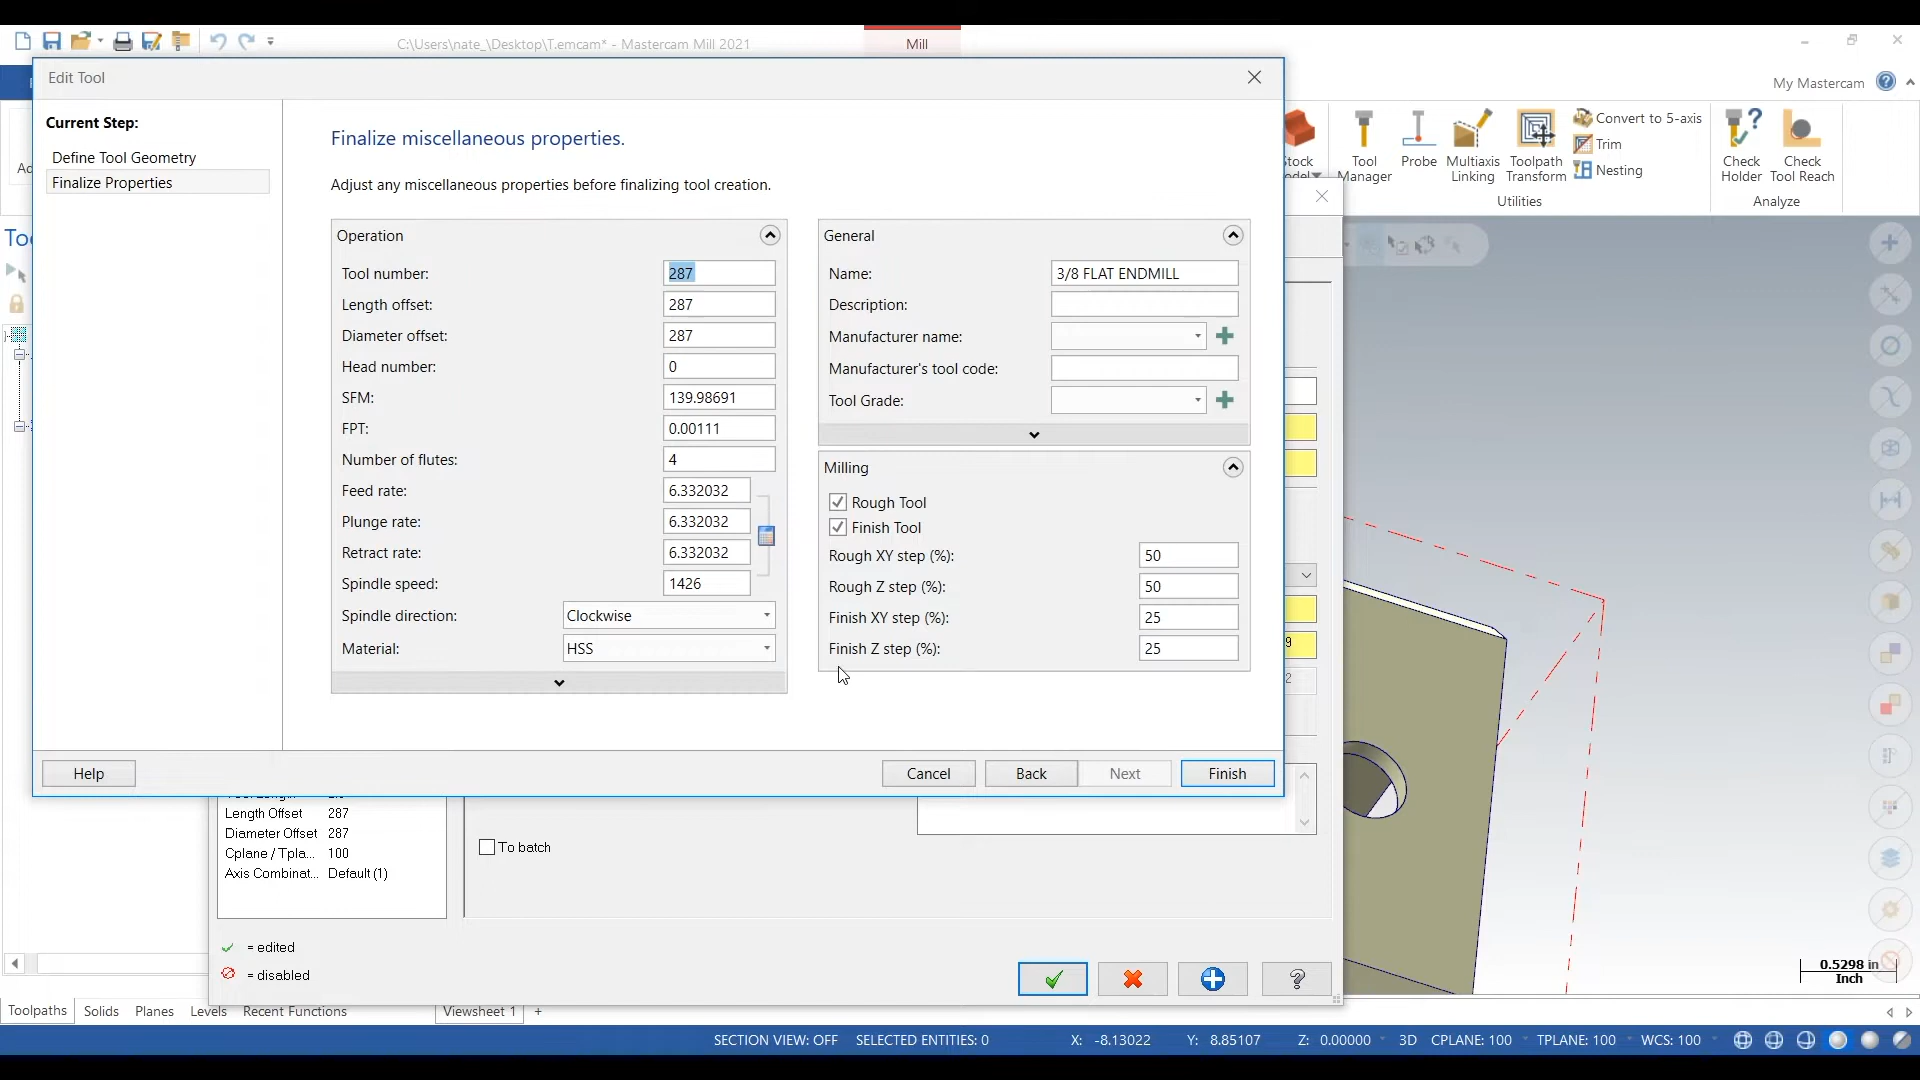 C:\Users\nate_\Desktop\T.emcam* - Mastercam Mill 2021
Mill
Edit Tool
My Mastercam
Current Step:
Define Tool Geometry
Finalize Properties
Finalize miscellaneous properties.
Adjust any miscellaneous properties before finalizing tool creation.
Tool
Manager
Probe
Multiaxis
Linking
Toolpath
Transform
Convert to 5-axis
Trim
Nesting
Utilities
Check
Holder
Check
Tool Reach
Analyze
Operation
Tool number: 287
Length offset: 287
Diameter offset: 287
Head number: 0
SFM: 139.98691
FPT: 0.00111
Number of flutes: 4
Feed rate: 6.332032
Plunge rate: 6.332032
Retract rate: 6.332032
Spindle speed: 1426
Spindle direction: Clockwise
Material: HSS
General
Name: 3/8 FLAT ENDMILL
Description:
Manufacturer name:
Manufacturer's tool code:
Tool Grade:
Milling
Rough Tool
Finish Tool
Rough XY step (%): 50
Rough Z step (%): 50
Finish XY step (%): 25
Finish Z step (%): 25
Help
Cancel
Back
Next
Finish
Length Offset 287
Diameter Offset 287
Cplane / Tpla... 100
Axis Combinat... Default (1)
To batch
= edited
= disabled
0.5298 in
Inch
Toolpaths Solids Planes Levels Recent Functions
Viewsheet 1 +
SECTION VIEW: OFF SELECTED ENTITIES: 0 X: -8.13022 Y: 8.85107 Z: 0.00000 3D CPLANE: 100 TPLANE: 100 WCS: 100